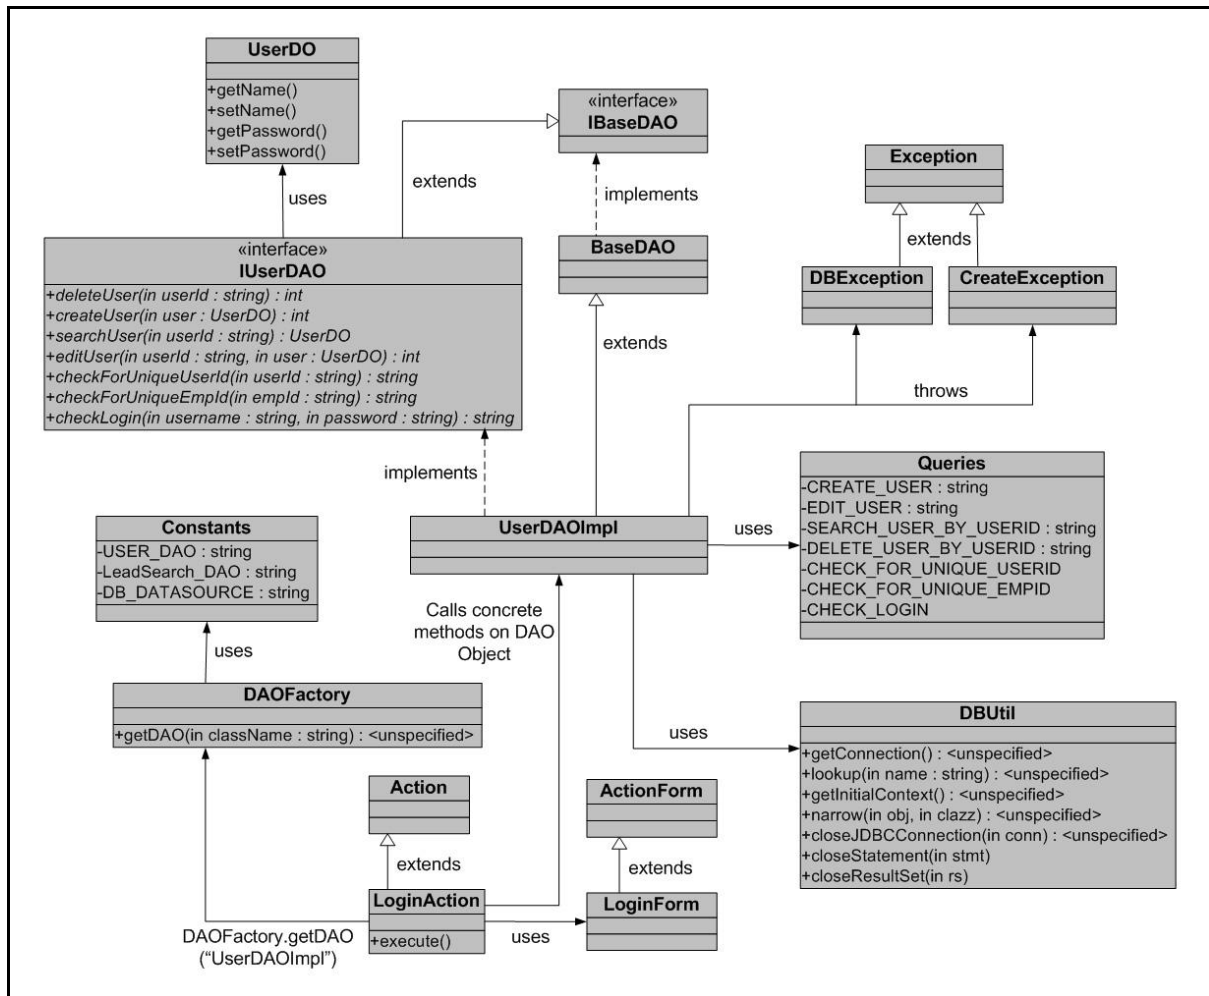 UserDO
+getName()
+setName()
+getPassword()
+setPassword()
«interface»
IBaseDAO
Exception
extends
implements
uses
extends
«interface»
IUserDAO
+deleteUser(in userId : string) : int
+createUser(in user : UserDO) : int
+searchUser(in userId : string) : UserDO
+editUser(in userId : string, in user : UserDO) : int
+checkForUniqueUserId(in userId : string) : string
+checkForUniqueEmpId(in empId : string) : string
+checkLogin(in username : string, in password : string) : string
BaseDAO
DBException
CreateException
extends
throws
implements
Queries
-CREATE_USER : string
-EDIT_USER : string
-SEARCH_USER_BY_USERID : string
-DELETE_USER_BY_USERID : string
-CHECK_FOR_UNIQUE_USERID
-CHECK_FOR_UNIQUE_EMPID
-CHECK_LOGIN
Constants
-USER_DAO : string
-LeadSearch_DAO : string
-DB_DATASOURCE : string
UserDAOImpl
uses
Calls concrete
methods on DAO
Object
uses
DAOFactory
+getDAO(in className : string) : <unspecified>
uses
DBUtil
+getConnection() : <unspecified>
+lookup(in name : string) : <unspecified>
+getInitialContext() : <unspecified>
+narrow(in obj, in clazz) : <unspecified>
+closeJDBCConnection(in conn) : <unspecified>
+closeStatement(in stmt)
+closeResultSet(in rs)
Action
ActionForm
extends
extends
LoginAction
+execute()
LoginForm
uses
DAOFactory.getDAO
(“UserDAOImpl”)